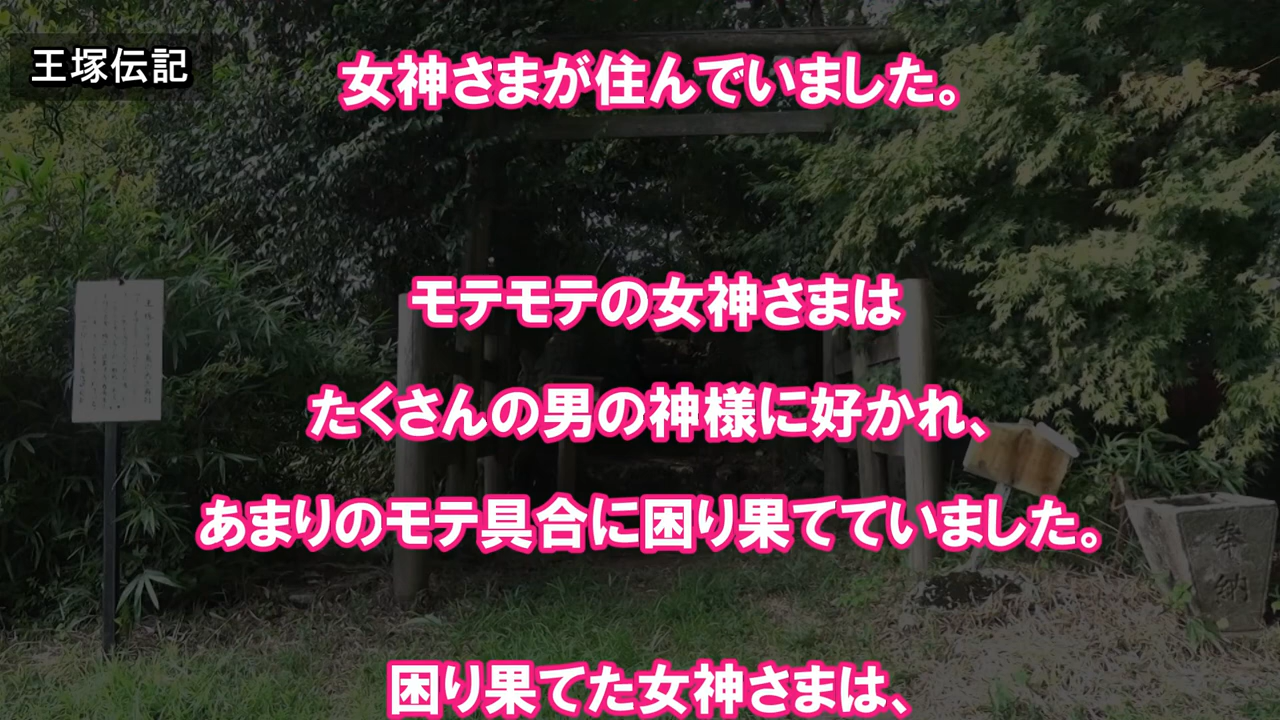 王塚伝記
女神さまが住んでいました。
モテモテの女神さまは
たくさんの男の神様に好かれ、
あまりのモテ具合に困り果てていました。
困り果てた女神さまは、
奉納